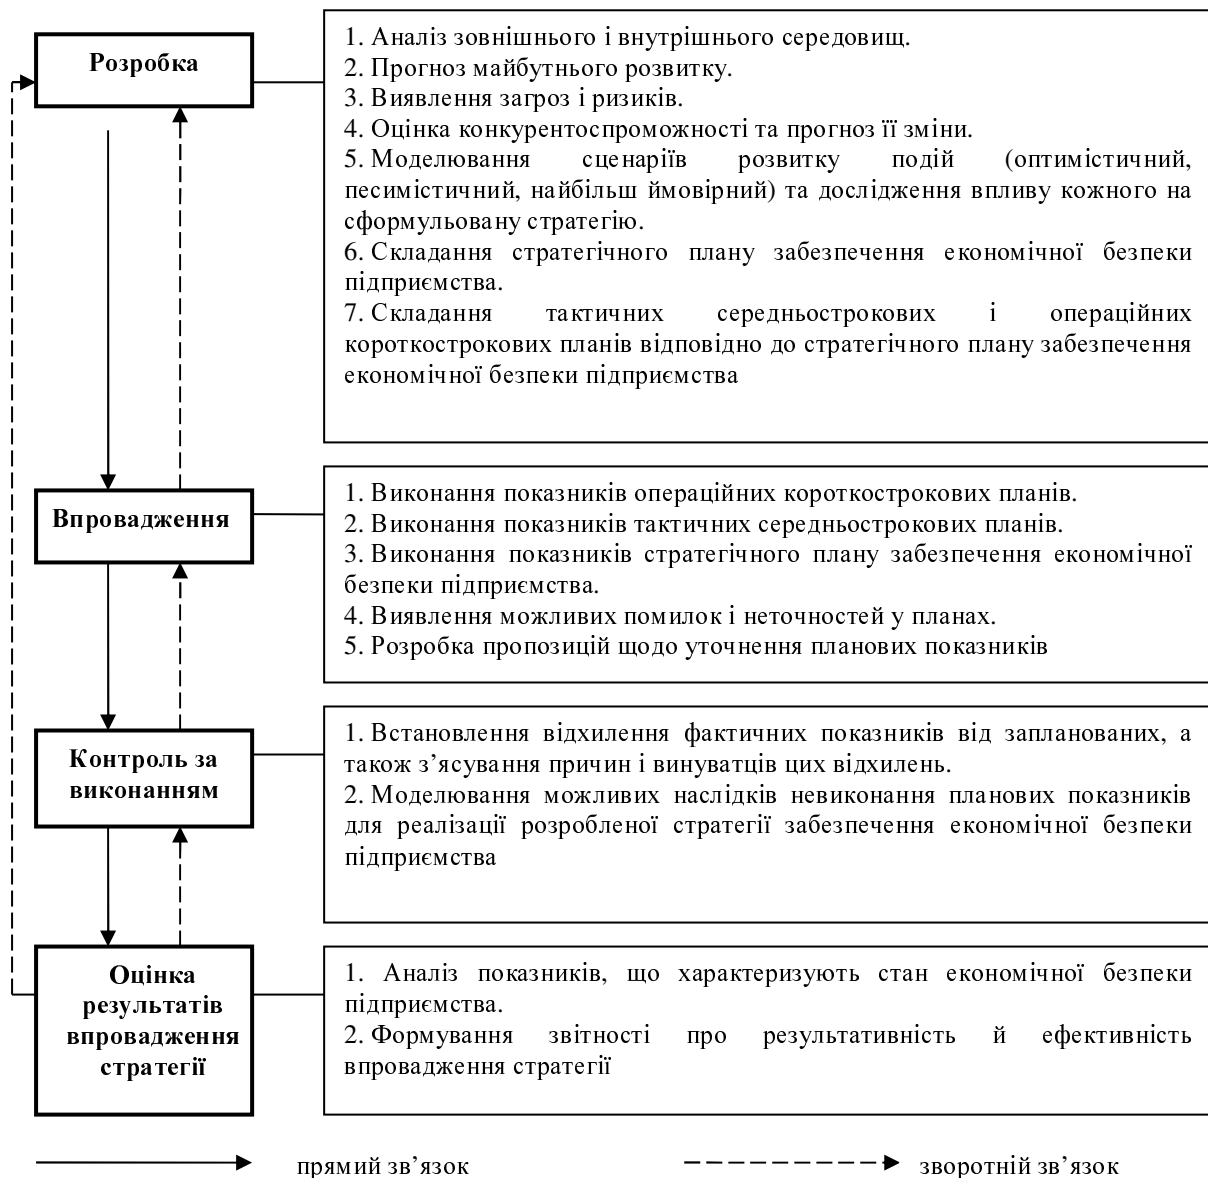 Розробка
1. Аналіз зовнішнього і внутрішнього середовищ.
2. Прогноз майбутнього розвитку.
3. Виявлення загроз і ризиків.
4. Оцінка конкурентоспроможності та прогноз її зміни.
5. Моделювання сценаріїв розвитку подій (оптимістичний,
песимістичний, найбільш ймовірний) та дослідження впливу кожного на
сформульовану стратегію.
6. Складання стратегічного плану забезпечення економічної безпеки
підприємства.
7. Складання тактичних середньострокових і операційних
короткострокових планів відповідно до стратегічного плану забезпечення
економічної безпеки підприємства
Впровадження
1. Виконання показників операційних короткострокових планів.
2. Виконання показників тактичних середньострокових планів.
3. Виконання показників стратегічного плану забезпечення економічної
безпеки підприємства.
4. Виявлення можливих помилок і неточностей у планах.
5. Розробка пропозицій щодо уточнення планових показників
Контроль за
виконанням
1. Встановлення відхилення фактичних показників від запланованих, а
також з’ясування причин і винуватців цих відхилень.
2. Моделювання можливих наслідків невиконання планових показників
для реалізації розробленої стратегії забезпечення економічної безпеки
підприємства
Оцінка
результатів
впровадження
стратегії
1. Аналіз показників, що характеризують стан економічної безпеки
підприємства.
2. Формування звітності про результативність й ефективність
впровадження стратегії
прямий зв’язок
зворотній зв’язок